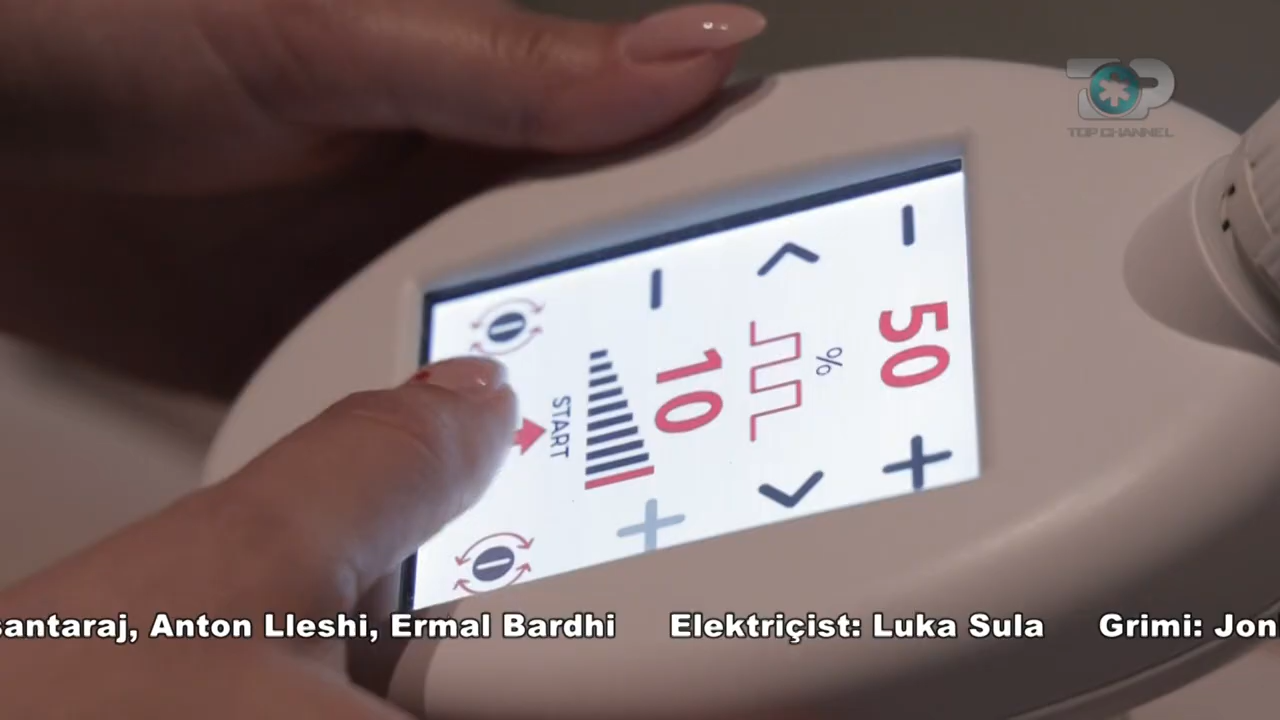 TOP CHANNEL
50
%
10
START
santaraj, Anton Lleshi, Ermal Bardhi Elektriçist: Luka Sula Grimi: Jon